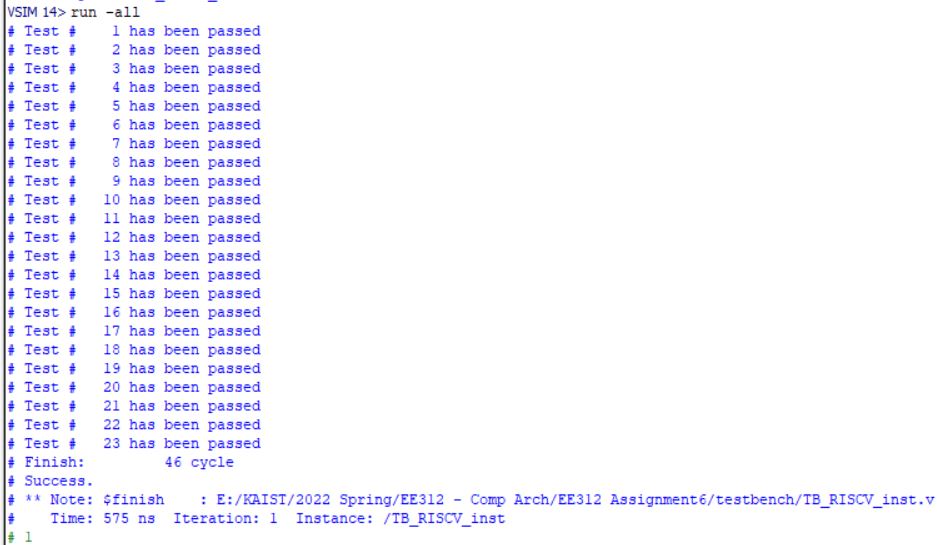 VSIM 14> run -all
# Test #    1 has been passed
# Test #    2 has been passed
# Test #    3 has been passed
# Test #    4 has been passed
# Test #    5 has been passed
# Test #    6 has been passed
# Test #    7 has been passed
# Test #    8 has been passed
# Test #    9 has been passed
# Test #   10 has been passed
# Test #   11 has been passed
# Test #   12 has been passed
# Test #   13 has been passed
# Test #   14 has been passed
# Test #   15 has been passed
# Test #   16 has been passed
# Test #   17 has been passed
# Test #   18 has been passed
# Test #   19 has been passed
# Test #   20 has been passed
# Test #   21 has been passed
# Test #   22 has been passed
# Test #   23 has been passed
# Finish:         46 cycle
# Success.
# ** Note: $finish    : E:/KAIST/2022 Spring/EE312 - Comp Arch/EE312 Assignment6/testbench/TB_RISCV_inst.v
#    Time: 575 ns  Iteration: 1  Instance: /TB_RISCV_inst
# 1